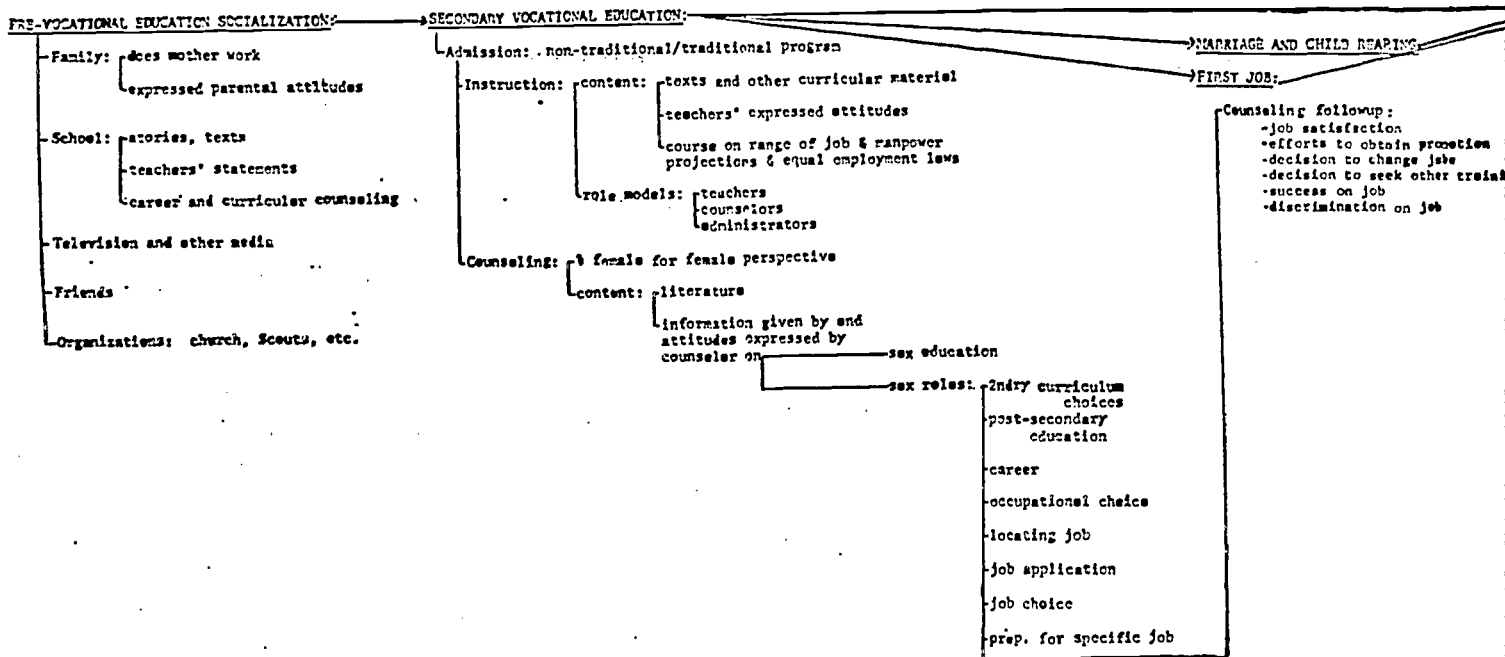 PRE-VOCATIONAL EDUCATION SOCIALIZATION:
Family:
does mother work
expressed parental attitudes
School:
stories, texts
teachers' statements
career and curricular counseling
Television and other media
Friends
Organizations: church, Scouts, etc.
SECONDARY VOCATIONAL EDUCATION:
Admission: non-traditional/traditional program
Instruction:
content:
texts and other curricular material
teachers' expressed attitudes
course on range of job & manpower
projections & equal employment laws
role models:
teachers
counselors
administrators
Counseling:
% female for female perspective
content:
literature
information given by and
attitudes expressed by
counselor on
sex education
sex roles:
2ndry curriculum
choices
post-secondary
education
career
occupational choice
locating job
job application
job choice
prep. for specific job
MARRIAGE AND CHILD REARING
FIRST JOB:
Counseling followup:
-job satisfaction
-efforts to obtain promotion
-decision to change jobs
-decision to seek other traini
-success on job
-discrimination on job